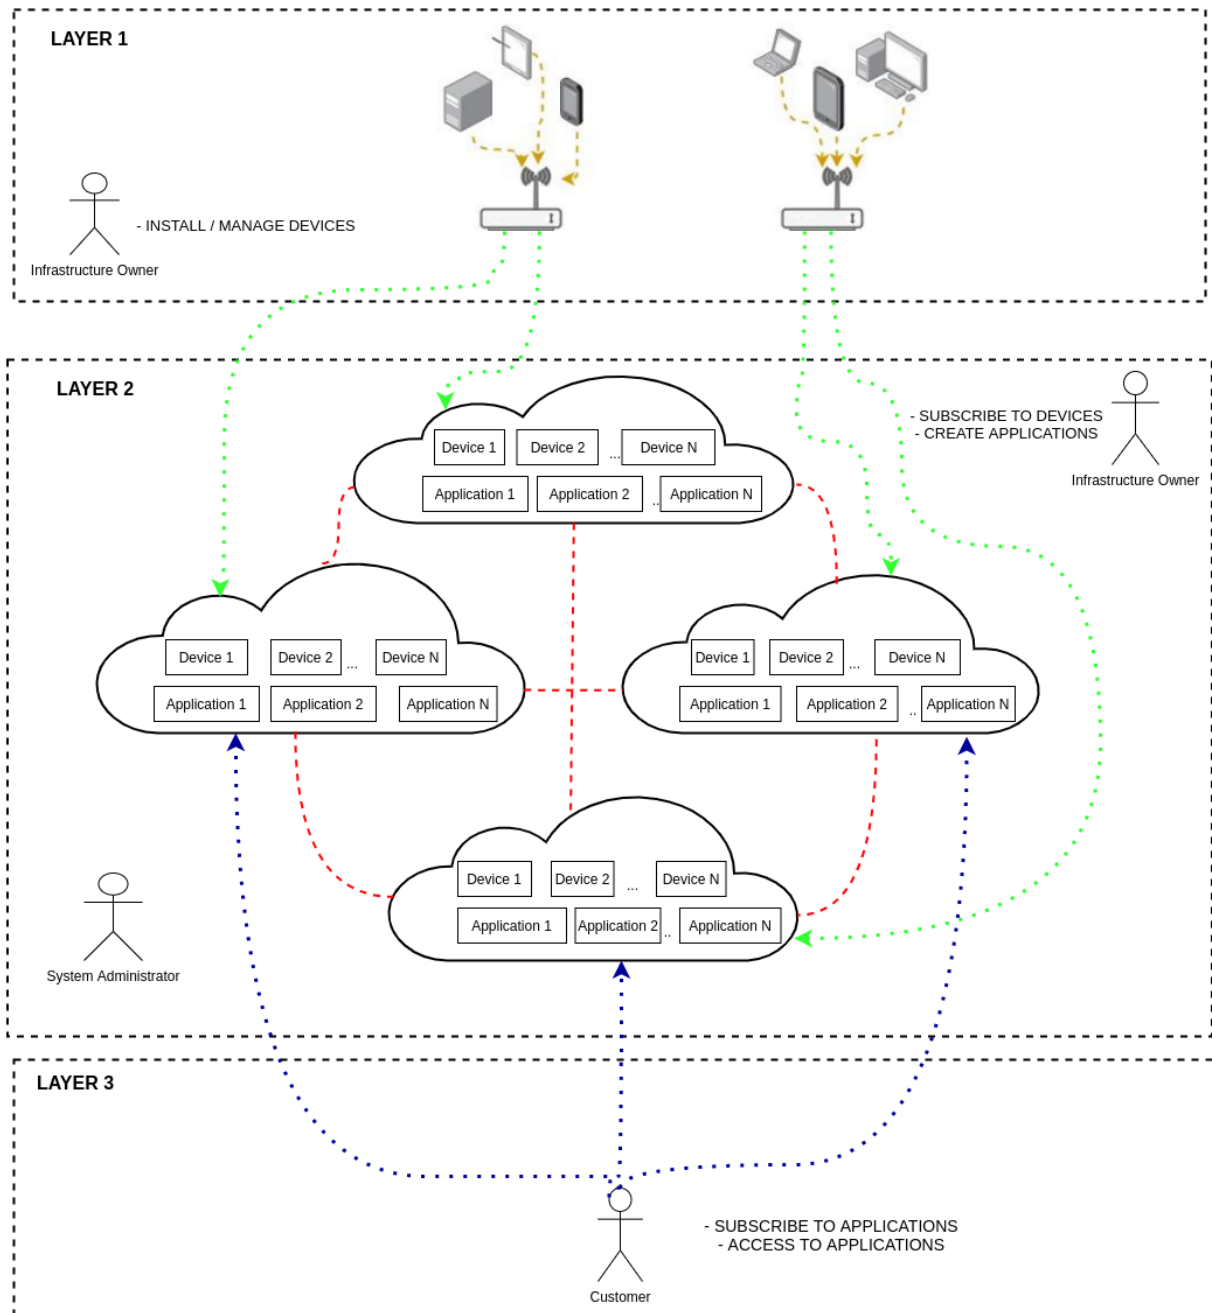 LAYER 1
- INSTALL / MANAGE DEVICES
Infrastructure Owner
LAYER 2
- SUBSCRIBE TO DEVICES
- CREATE APPLICATIONS
Infrastructure Owner
Device 1 Device 2 ... Device N
Application 1 Application 2 .. Application N
Device 1 Device 2 ... Device N
Application 1 Application 2 Application N
Device 1 Device 2 ... Device N
Application 1 Application 2 .. Application N
Device 1 Device 2 ... Device N
Application 1 Application 2 .. Application N
System Administrator
LAYER 3
- SUBSCRIBE TO APPLICATIONS
- ACCESS TO APPLICATIONS
Customer